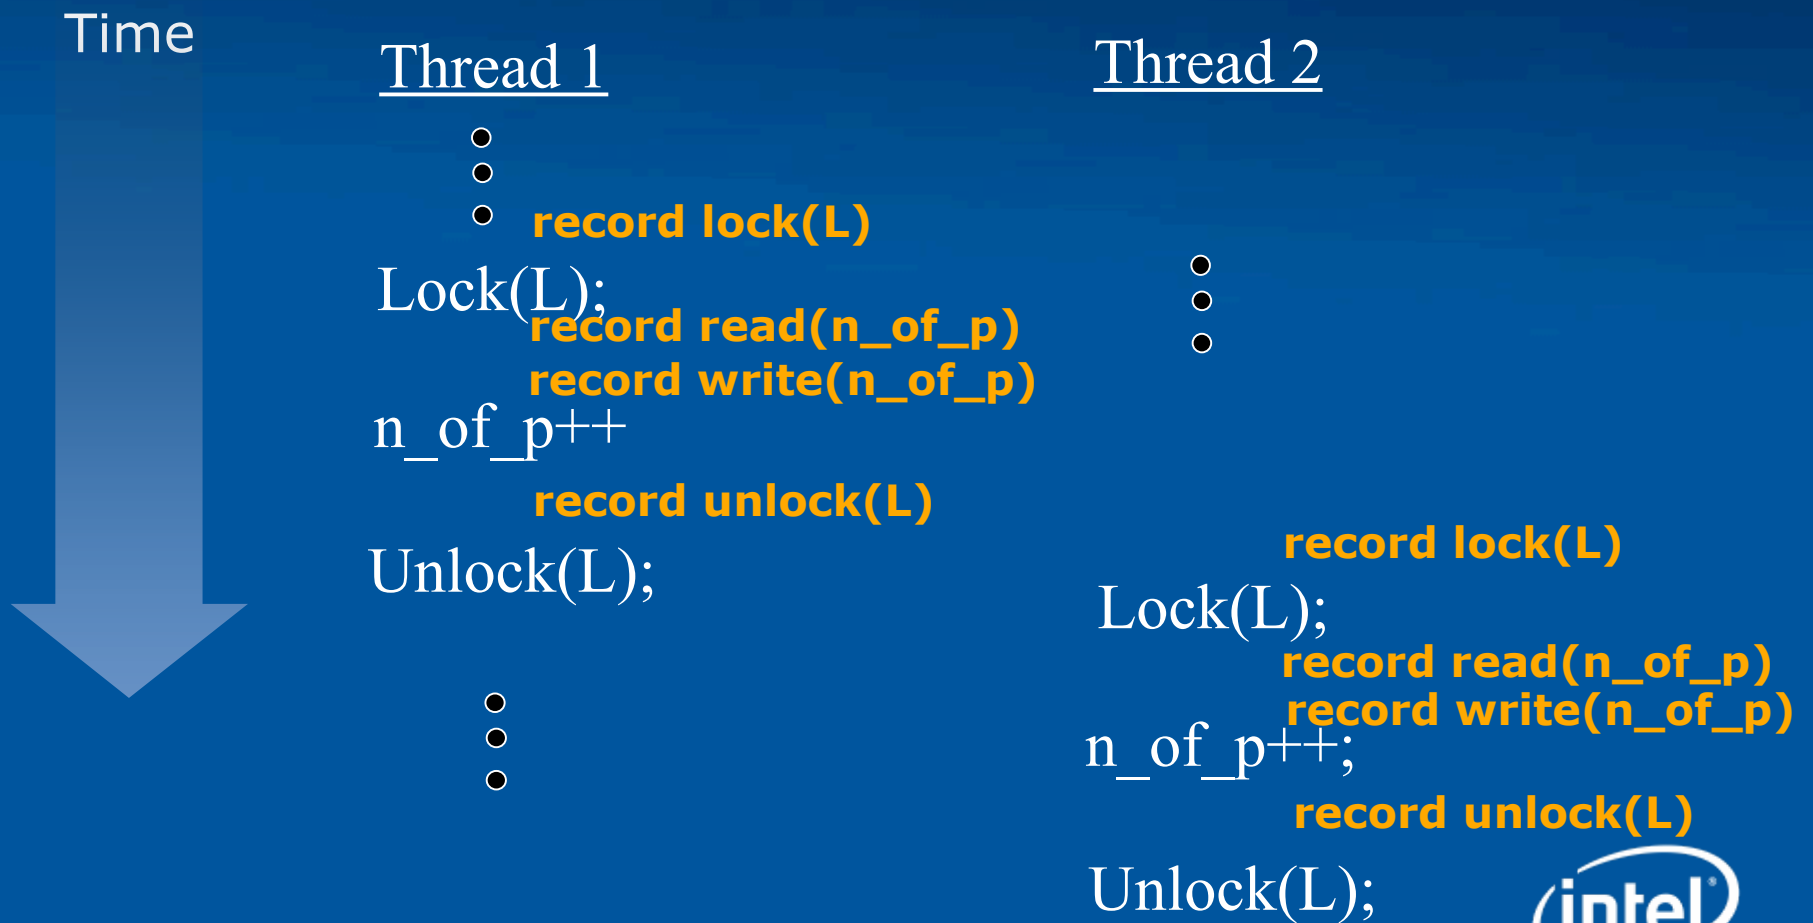 Time
Thread 1
record lock(L)
Lock(L);
record read(n_of_p)
record write(n_of_p)
n_of_p++
record unlock(L)
Unlock(L);
Thread 2
record lock(L)
Lock(L);
record read(n_of_p)
record write(n_of_p)
n_of_p++;
record unlock(L)
Unlock(L);
(intel)®